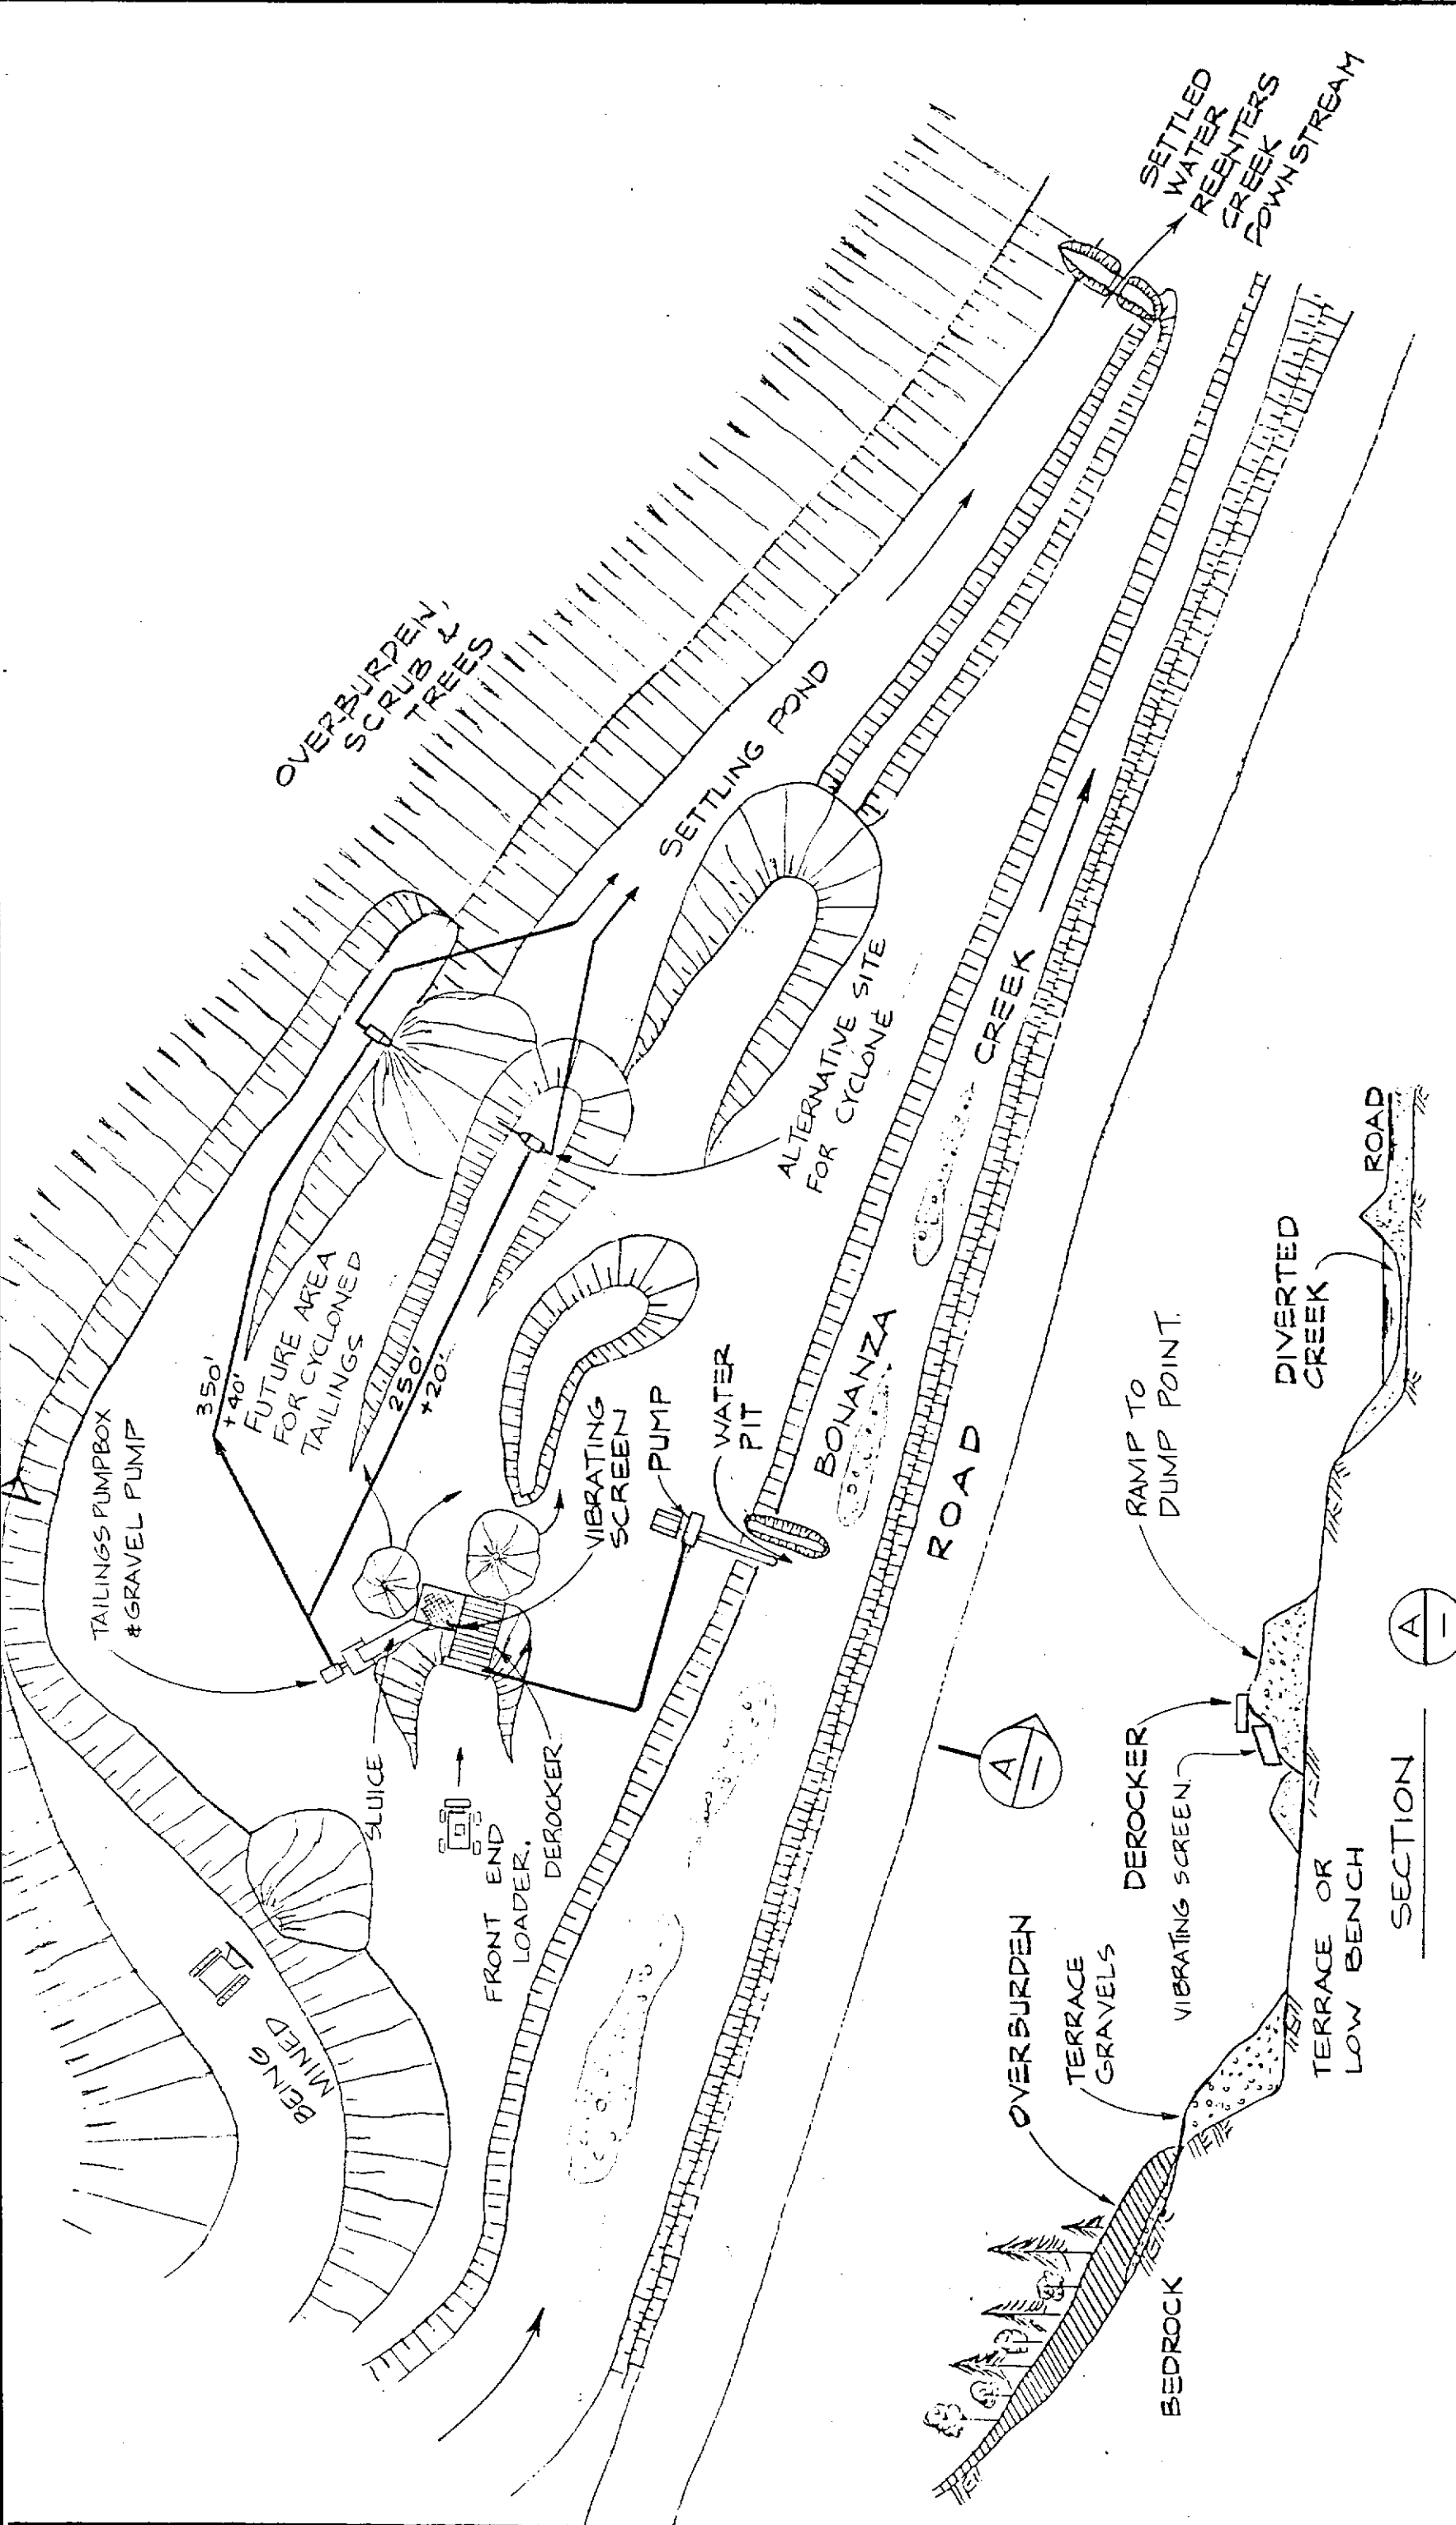 OVERBURDEN,
SCRUB &
TREES
SETTLED
WATER
REENTERS
CREEK
DOWNSTREAM
SETTLING POND
TAILINGS PUMPBOX
& GRAVEL PUMP
350'
+40'
FUTURE AREA
FOR CYCLONED
TAILINGS
250'
+20'
ALTERNATIVE SITE
FOR CYCLONE
VIBRATING
SCREEN
PUMP
WATER
PIT
SLUICE
FRONT END
LOADER.
DEROCKER
BEING
MINED
BONANZA CREEK
ROAD
A
-
OVERBURDEN
TERRACE
GRAVELS
DEROCKER
VIBRATING SCREEN
RAMP TO
DUMP POINT.
DIVERTED
CREEK
ROAD
BEDROCK
TERRACE OR
LOW BENCH
SECTION
A
-